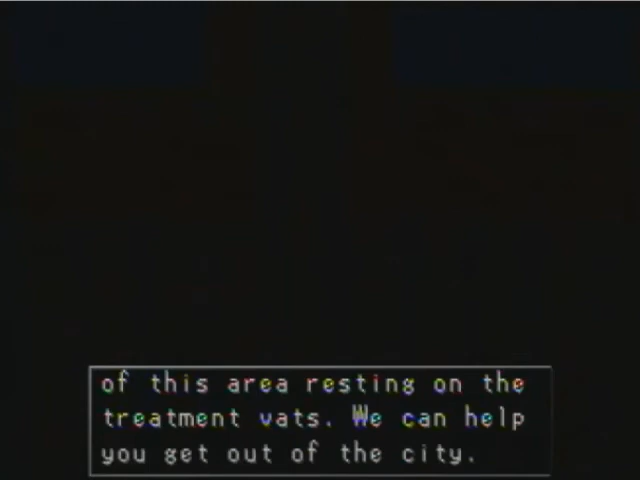 of this area resting on the
treatment vats. We can help
you get out of the city.